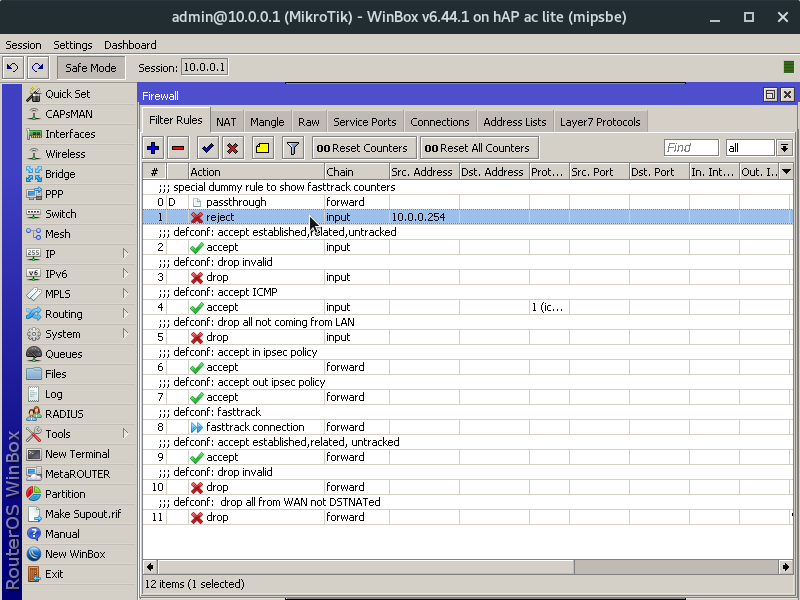 admin@10.0.0.1 (MikroTik) - WinBox v6.44.1 on hAP ac lite (mipsbe)
Session Settings Dashboard
Safe Mode Session: 10.0.0.1
RouterOS WinBox
Quick Set
CAPsMAN
Interfaces
Wireless
Bridge
PPP
Switch
Mesh
IP
IPv6
MPLS
Routing
System
Queues
Files
Log
RADIUS
Tools
New Terminal
MetaROUTER
Partition
Make Supout.rif
Manual
New WinBox
Exit
Firewall
Filter Rules NAT Mangle Raw Service Ports Connections Address Lists Layer7 Protocols
00 Reset Counters 00 Reset All Counters Find all
# Action Chain Src. Address Dst. Address Prot... Src. Port Dst. Port In. Int... Out. I...
;;; special dummy rule to show fasttrack counters
0 D passthrough forward
1 reject input 10.0.0.254
;;; defconf: accept established,related,untracked
2 accept input
;;; defconf: drop invalid
3 drop input
;;; defconf: accept ICMP
4 accept input 1 (ic...
;;; defconf: drop all not coming from LAN
5 drop input
;;; defconf: accept in ipsec policy
6 accept forward
;;; defconf: accept out ipsec policy
7 accept forward
;;; defconf: fasttrack
8 fasttrack connection forward
;;; defconf: accept established,related, untracked
9 accept forward
;;; defconf: drop invalid
10 drop forward
;;; defconf:  drop all from WAN not DSTNATed
11 drop forward
12 items (1 selected)